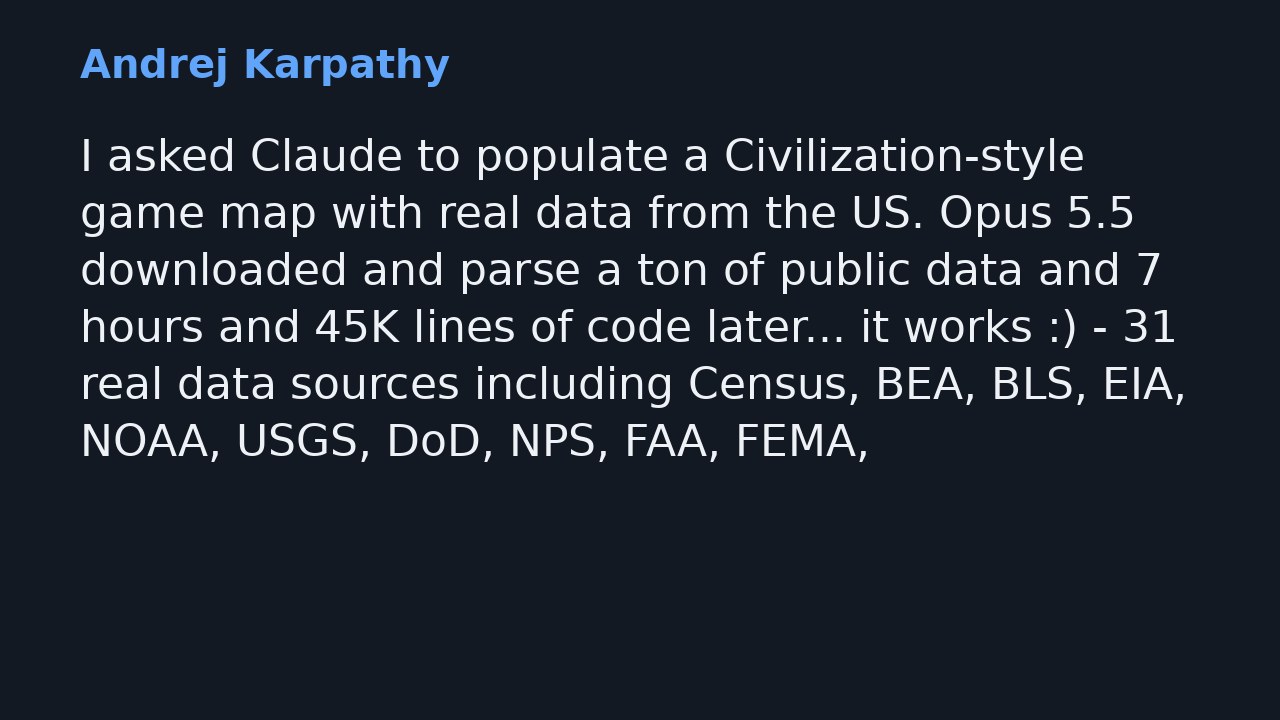 Andrej Karpathy
I asked Claude to populate a Civilization-style
game map with real data from the US. Opus 5.5
downloaded and parse a ton of public data and 7
hours and 45K lines of code later... it works :) - 31
real data sources including Census, BEA, BLS, EIA,
NOAA, USGS, DoD, NPS, FAA, FEMA,